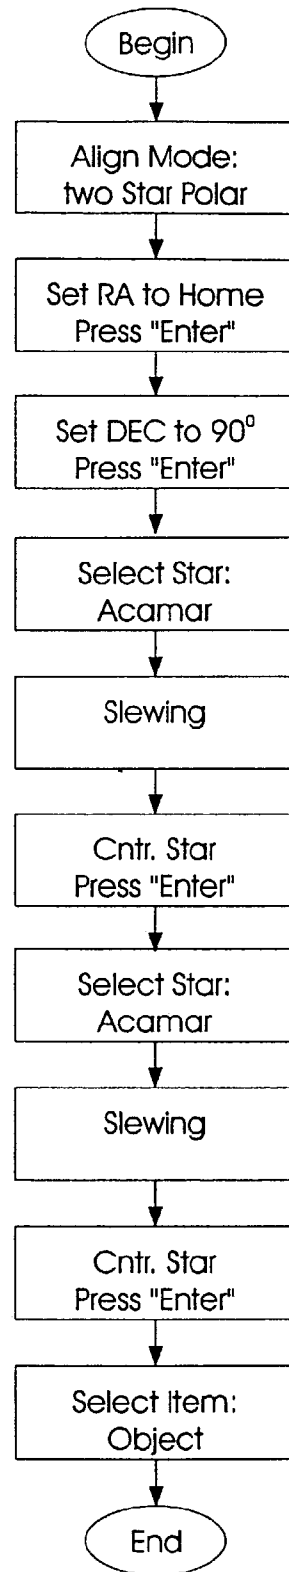 Begin
Align Mode:
two Star Polar
Set RA to Home
Press "Enter"
Set DEC to 90°
Press "Enter"
Select Star:
Acamar
Slewing
Cntr. Star
Press "Enter"
Select Star:
Acamar
Slewing
Cntr. Star
Press "Enter"
Select Item:
Object
End